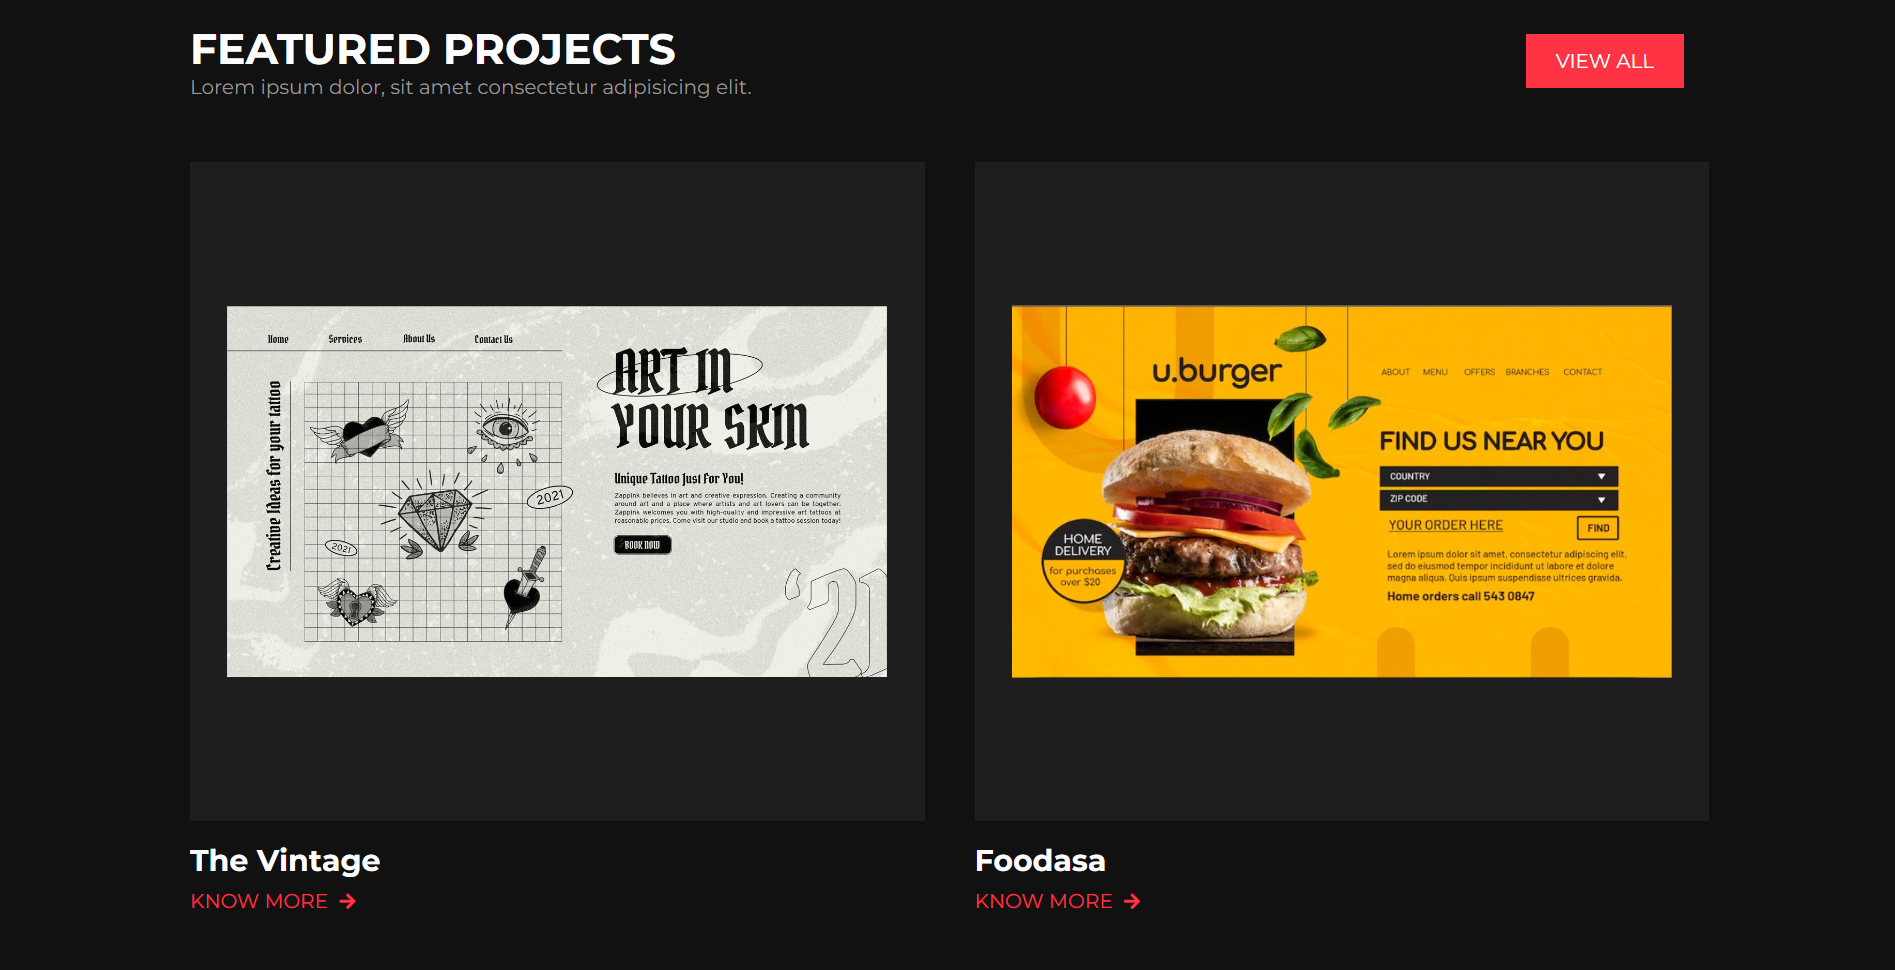 FEATURED PROJECTS
Lorem ipsum dolor, sit amet consectetur adipisicing elit.
VIEW ALL
Home Services About Us Contact Us
Creative Ideas for your tattoo
2021
2021
ART IN
YOUR SKIN
Unique Tattoo Just For You!
Zappink believes in art and creative expression. Creating a community
around art and a place where artists and art lovers can be together.
Zappink welcomes you with high-quality and impressive art tattoos at
reasonable prices. Come visit our studio and book a tattoo session today!
BOOK NOW
'21
u.burger
ABOUT MENU OFFERS BRANCHES CONTACT
FIND US NEAR YOU
COUNTRY
ZIP CODE
YOUR ORDER HERE
FIND
HOME
DELIVERY
for purchases
over $20
Lorem ipsum dolor sit amet, consectetur adipiscing elit,
sed do eiusmod tempor incididunt ut labore et dolore
magna aliqua. Quis ipsum suspendisse ultrices gravida.
Home orders call 543 0847
The Vintage
KNOW MORE
Foodasa
KNOW MORE